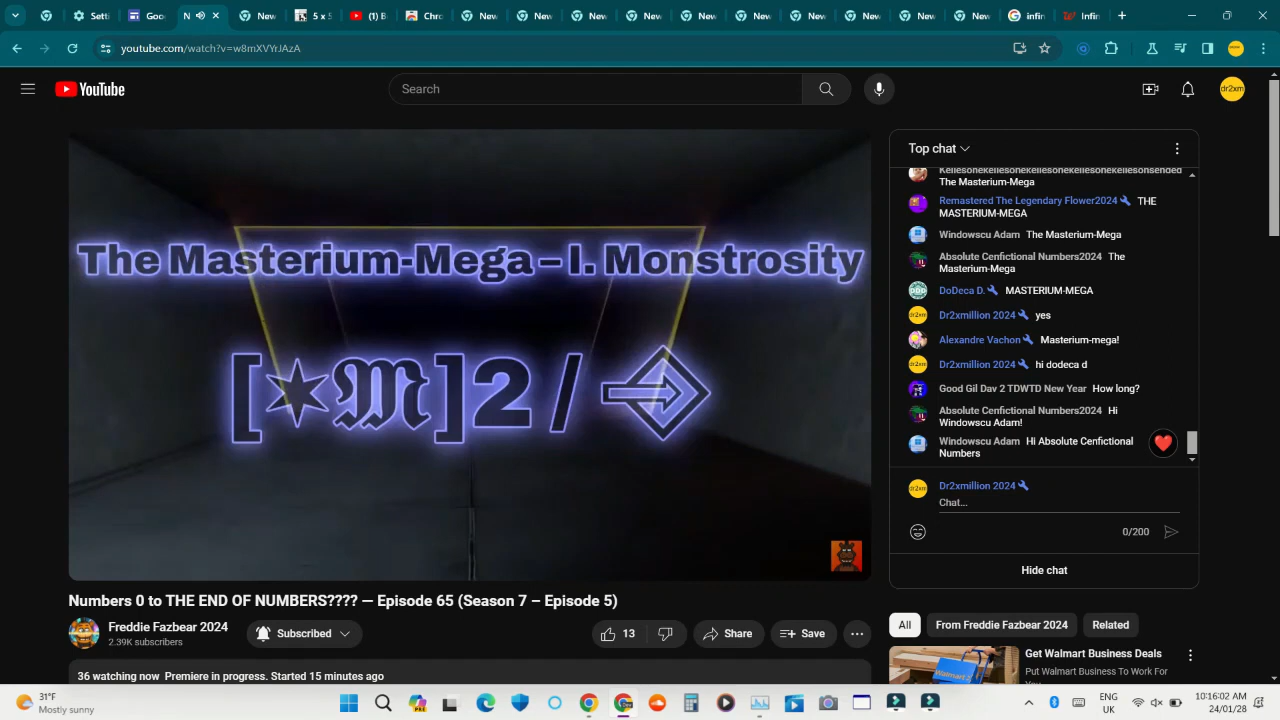 Setti
Goo
N
New
5 x 5
(1) B
Chro
New
New
New
New
New
New
New
New
New
New
infin
Infin
youtube.com/watch?v=w8mXVYrJAzA
YouTube
Search
dr2xm
The Masterium-Mega – I. Monstrosity
[✶𝕸]2 /
Numbers 0 to THE END OF NUMBERS???? — Episode 65 (Season 7 – Episode 5)
Freddie Fazbear 2024
2.39K subscribers
Subscribed
13
Share
Save
36 watching now Premiere in progress. Started 15 minutes ago
Top chat
The Masterium-Mega
Remastered The Legendary Flower2024 THE
MASTERIUM-MEGA
Windowscu Adam The Masterium-Mega
Absolute Cenfictional Numbers2024 The
Masterium-Mega
DoDeca D. MASTERIUM-MEGA
Dr2xmillion 2024 yes
Alexandre Vachon Masterium-mega!
Dr2xmillion 2024 hi dodeca d
Good Gil Dav 2 TDWTD New Year How long?
Absolute Cenfictional Numbers2024 Hi
Windowscu Adam!
Windowscu Adam Hi Absolute Cenfictional
Numbers
Dr2xmillion 2024
Chat...
0/200
Hide chat
All
From Freddie Fazbear 2024
Related
Get Walmart Business Deals
Put Walmart Business To Work For
31°F
Mostly sunny
ENG
UK
10:16:02 AM
24/01/28